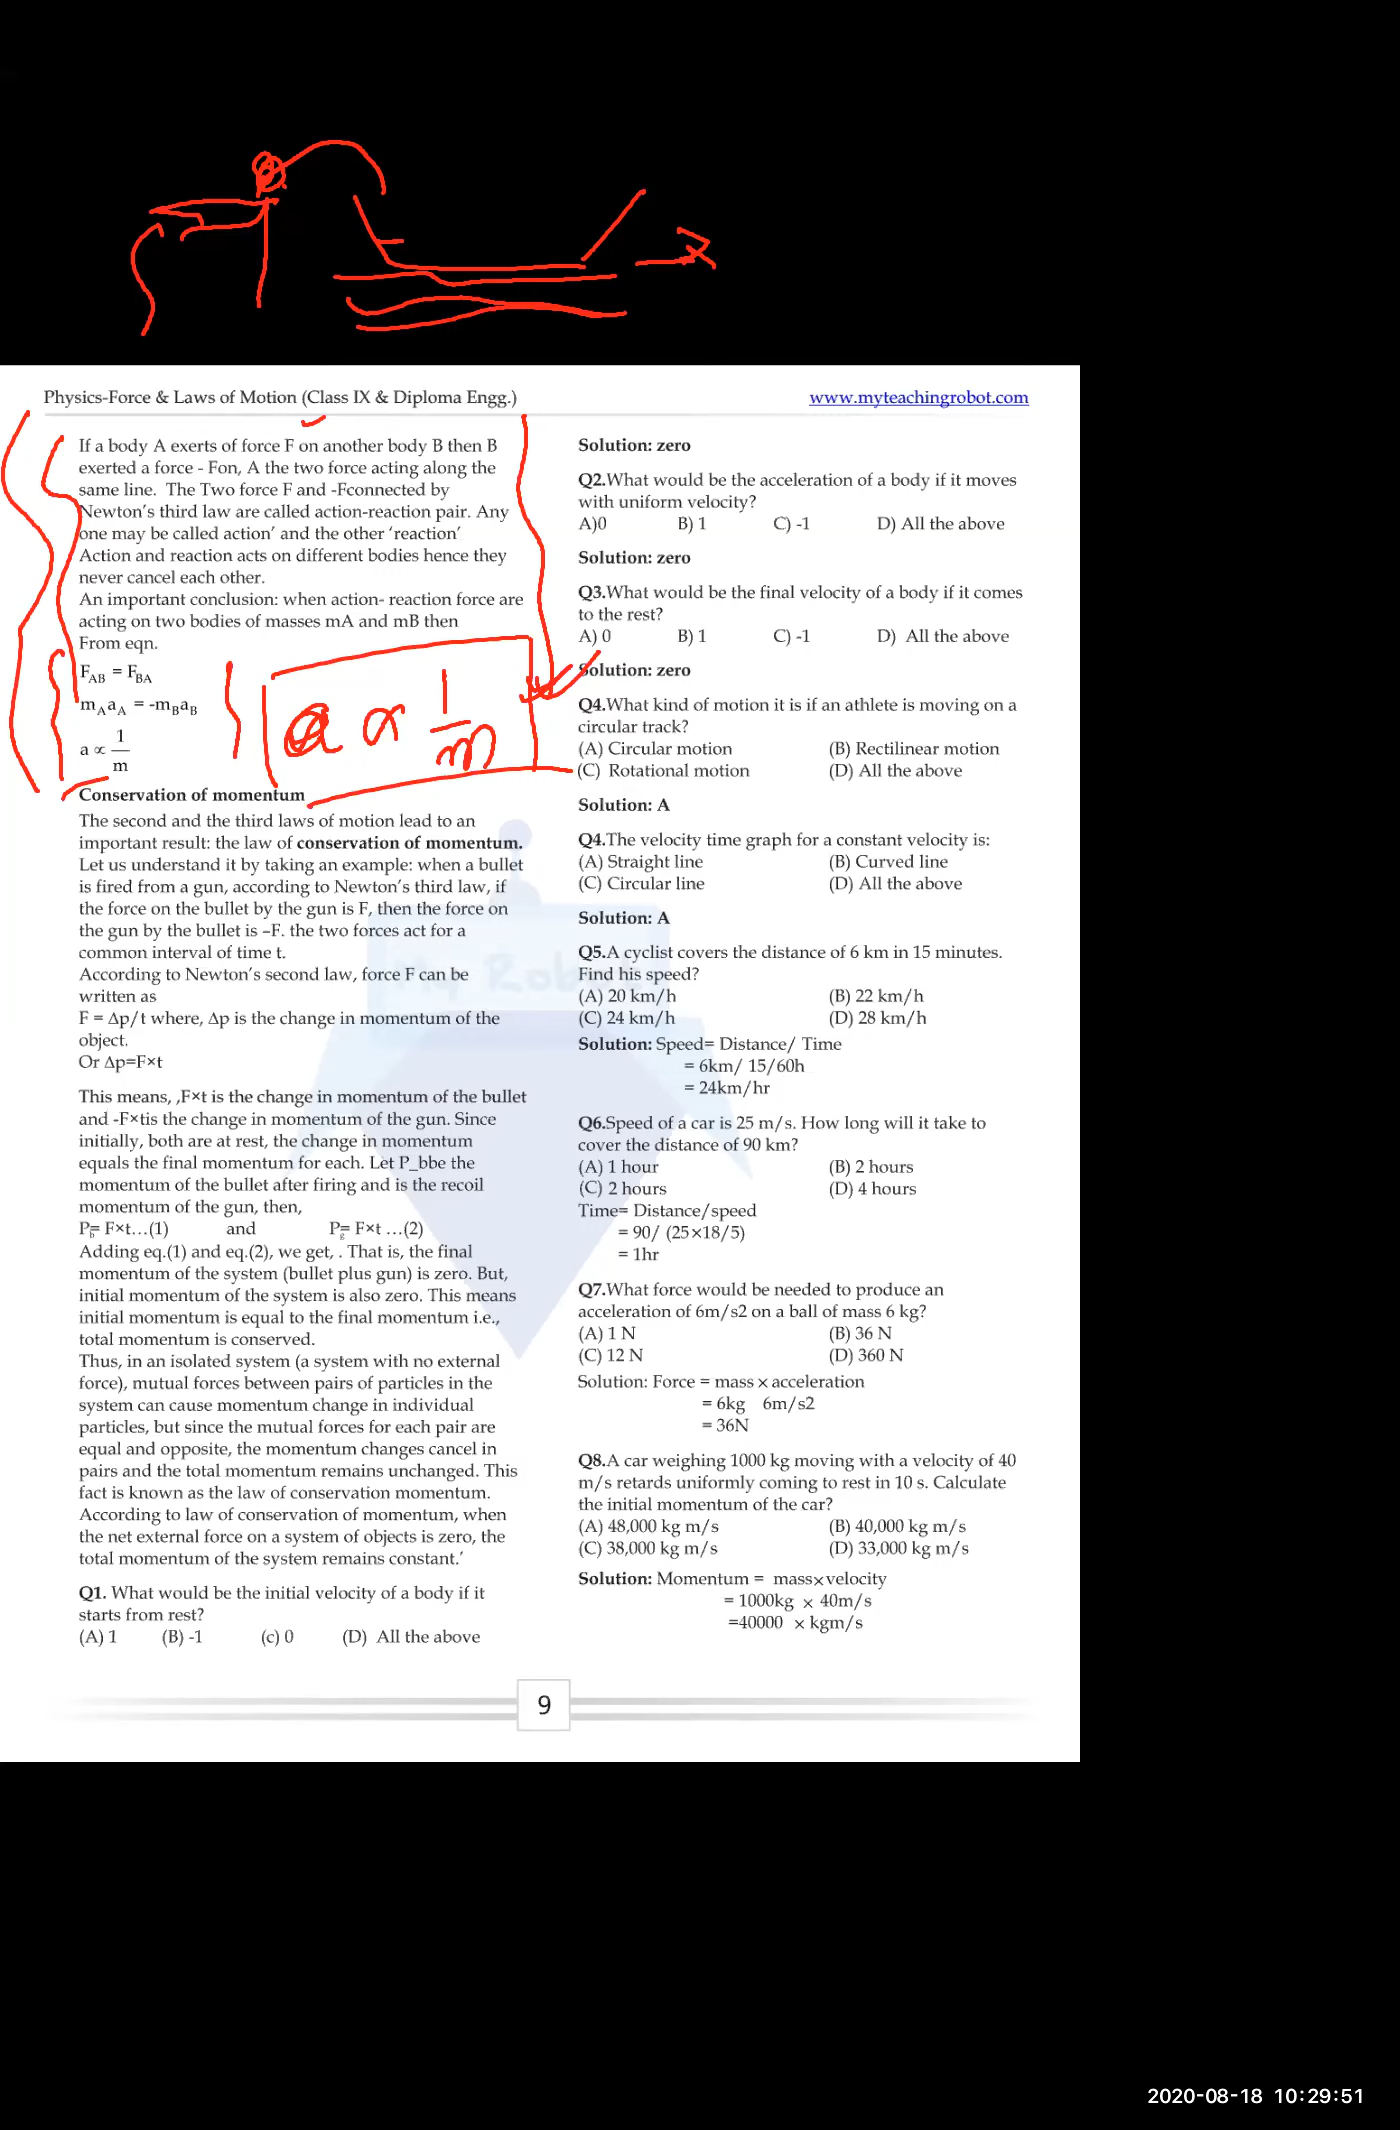 Physics-Force & Laws of Motion (Class IX & Diploma Engg.)
www.myteachingrobot.com
If a body A exerts of force F on another body B then B
exerted a force - Fon, A the two force acting along the
same line. The Two force F and -Fconnected by
Newton's third law are called action-reaction pair. Any
one may be called action' and the other 'reaction'
Action and reaction acts on different bodies hence they
never cancel each other.
An important conclusion: when action- reaction force are
acting on two bodies of masses mA and mB then
From eqn.
F_AB = F_BA
m_A a_A = -m_B a_B
a ∝ 1/m
a ∝ 1/m
Conservation of momentum
The second and the third laws of motion lead to an
important result: the law of conservation of momentum.
Let us understand it by taking an example: when a bullet
is fired from a gun, according to Newton's third law, if
the force on the bullet by the gun is F, then the force on
the gun by the bullet is –F. the two forces act for a
common interval of time t.
According to Newton's second law, force F can be
written as
F = Δp/t where, Δp is the change in momentum of the
object.
Or Δp=F×t
This means, ,F×t is the change in momentum of the bullet
and -F×tis the change in momentum of the gun. Since
initially, both are at rest, the change in momentum
equals the final momentum for each. Let P_bbe the
momentum of the bullet after firing and is the recoil
momentum of the gun, then,
P_b= F×t…(1) and P_g= F×t …(2)
Adding eq.(1) and eq.(2), we get, . That is, the final
momentum of the system (bullet plus gun) is zero. But,
initial momentum of the system is also zero. This means
initial momentum is equal to the final momentum i.e.,
total momentum is conserved.
Thus, in an isolated system (a system with no external
force), mutual forces between pairs of particles in the
system can cause momentum change in individual
particles, but since the mutual forces for each pair are
equal and opposite, the momentum changes cancel in
pairs and the total momentum remains unchanged. This
fact is known as the law of conservation momentum.
According to law of conservation of momentum, when
the net external force on a system of objects is zero, the
total momentum of the system remains constant.'
Q1. What would be the initial velocity of a body if it
starts from rest?
(A) 1 (B) -1 (c) 0 (D) All the above
Solution: zero
Q2.What would be the acceleration of a body if it moves
with uniform velocity?
A)0 B) 1 C) -1 D) All the above
Solution: zero
Q3.What would be the final velocity of a body if it comes
to the rest?
A) 0 B) 1 C) -1 D) All the above
Solution: zero
Q4.What kind of motion it is if an athlete is moving on a
circular track?
(A) Circular motion (B) Rectilinear motion
(C) Rotational motion (D) All the above
Solution: A
Q4.The velocity time graph for a constant velocity is:
(A) Straight line (B) Curved line
(C) Circular line (D) All the above
Solution: A
Q5.A cyclist covers the distance of 6 km in 15 minutes.
Find his speed?
(A) 20 km/h (B) 22 km/h
(C) 24 km/h (D) 28 km/h
Solution: Speed= Distance/ Time
= 6km/ 15/60h
= 24km/hr
Q6.Speed of a car is 25 m/s. How long will it take to
cover the distance of 90 km?
(A) 1 hour (B) 2 hours
(C) 2 hours (D) 4 hours
Time= Distance/speed
= 90/ (25×18/5)
= 1hr
Q7.What force would be needed to produce an
acceleration of 6m/s2 on a ball of mass 6 kg?
(A) 1 N (B) 36 N
(C) 12 N (D) 360 N
Solution: Force = mass × acceleration
= 6kg 6m/s2
= 36N
Q8.A car weighing 1000 kg moving with a velocity of 40
m/s retards uniformly coming to rest in 10 s. Calculate
the initial momentum of the car?
(A) 48,000 kg m/s (B) 40,000 kg m/s
(C) 38,000 kg m/s (D) 33,000 kg m/s
Solution: Momentum = mass×velocity
= 1000kg × 40m/s
=40000 × kgm/s
My Robot
9
2020-08-18 10:29:51